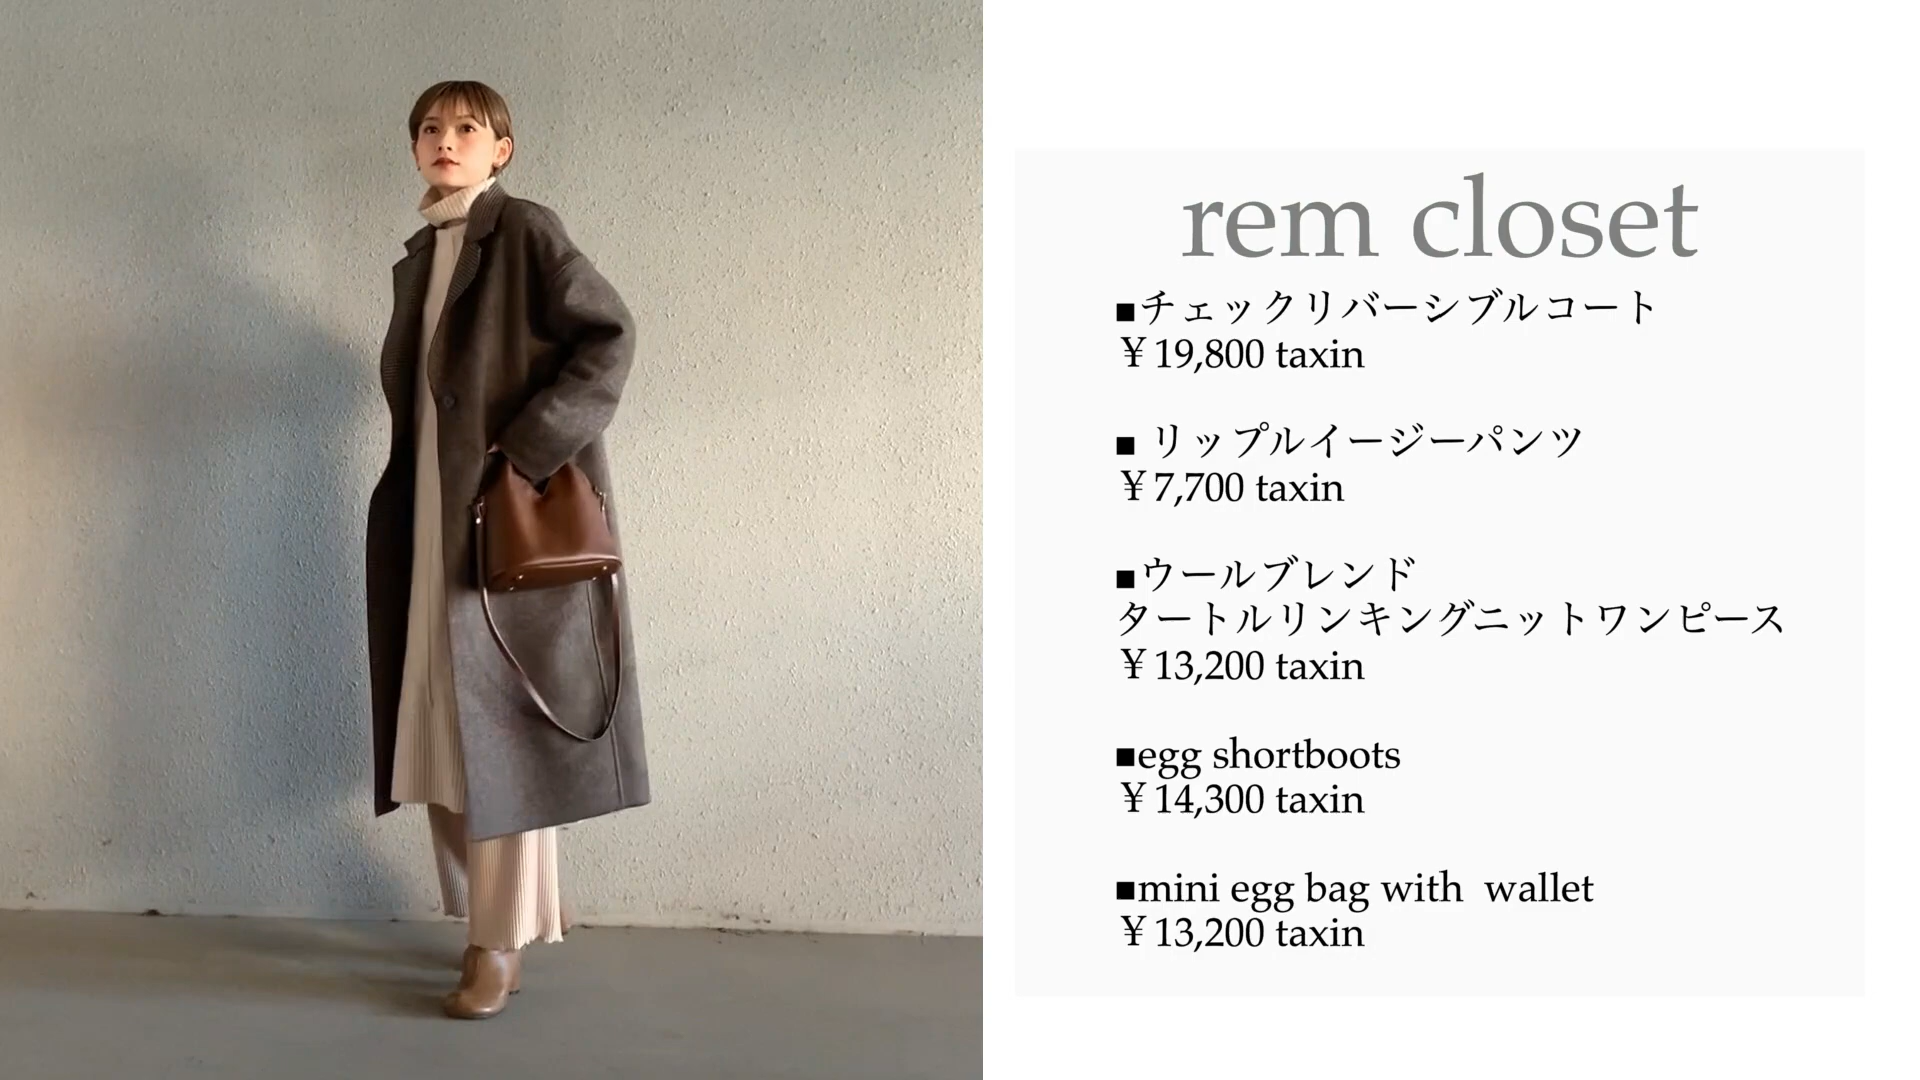 rem closet
■チェックリバーシブルコート
￥19,800 taxin
■ リップルイージーパンツ
￥7,700 taxin
■ウールブレンド
タートルリンキングニットワンピース
￥13,200 taxin
■egg shortboots
￥14,300 taxin
■mini egg bag with  wallet
￥13,200 taxin